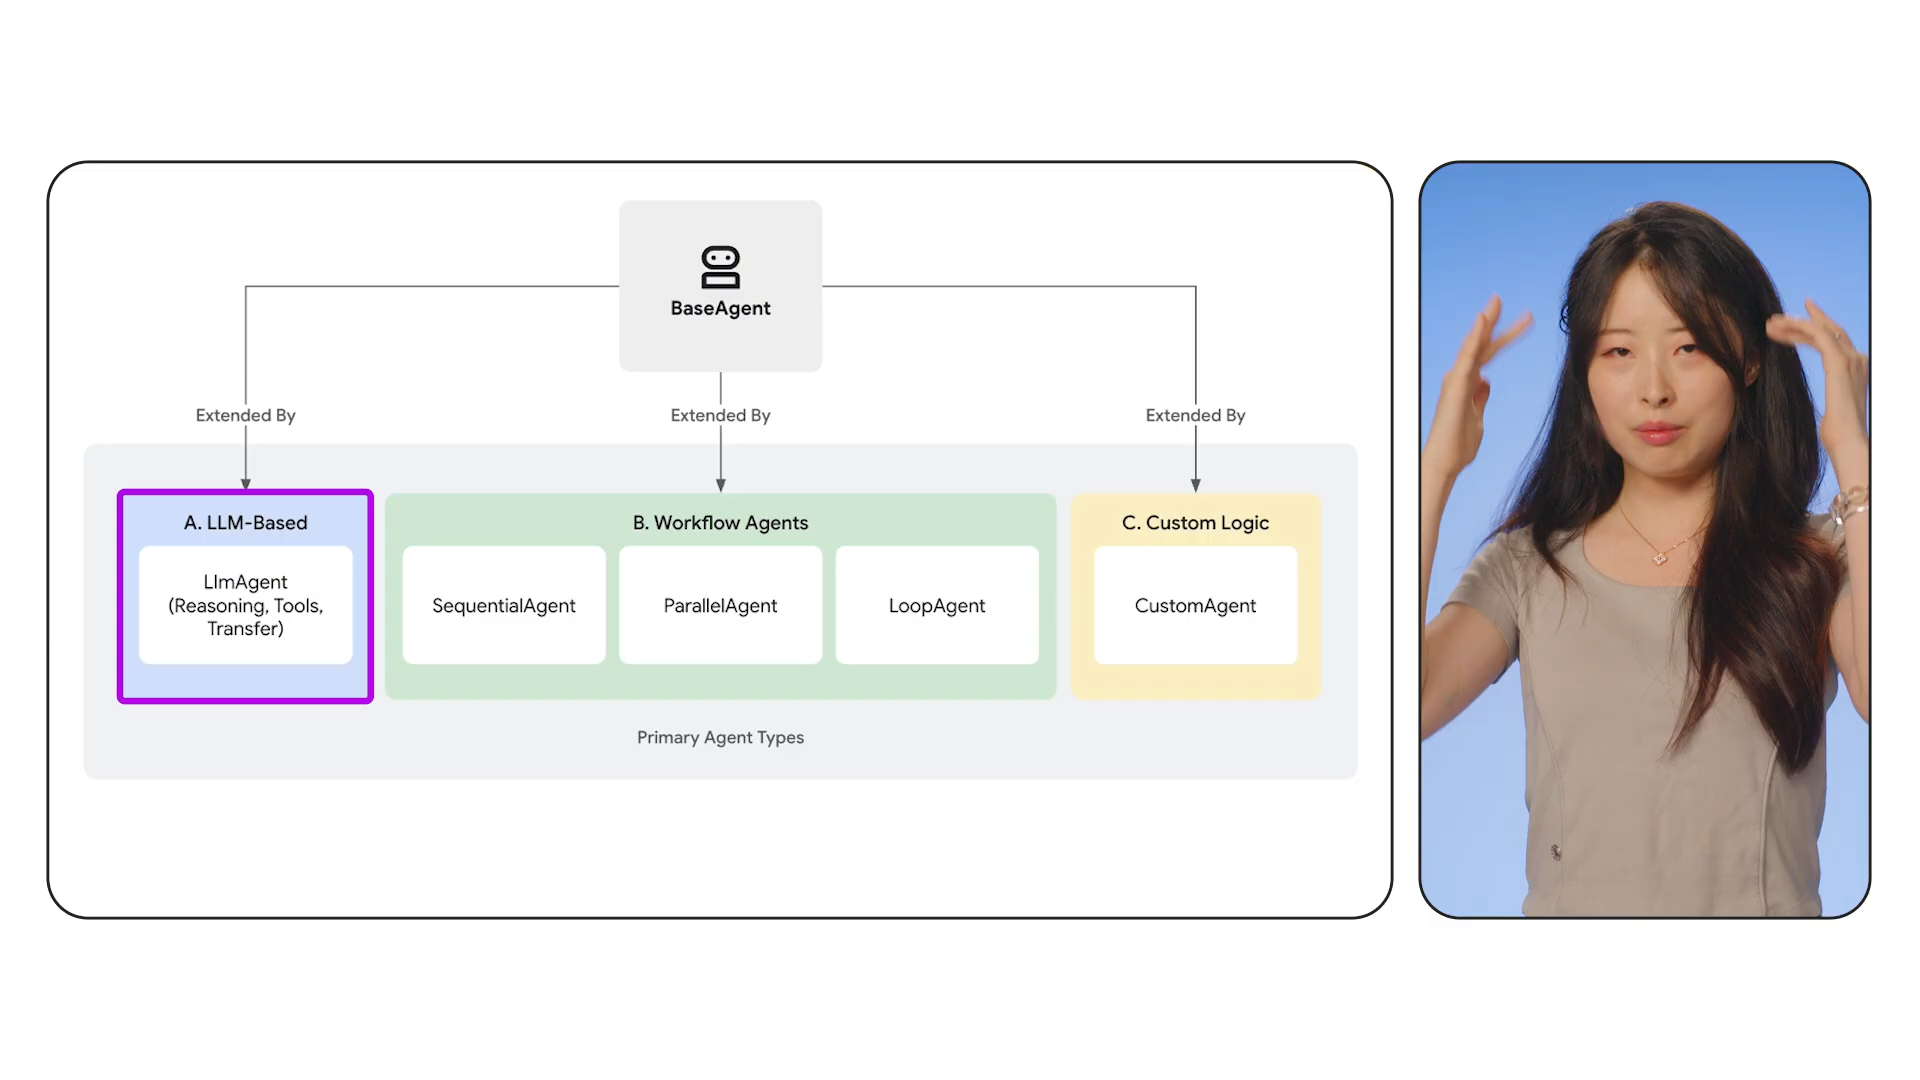 BaseAgent
Extended By
Extended By
Extended By
A. LLM-Based
LlmAgent
(Reasoning, Tools,
Transfer)
B. Workflow Agents
SequentialAgent
ParallelAgent
LoopAgent
C. Custom Logic
CustomAgent
Primary Agent Types